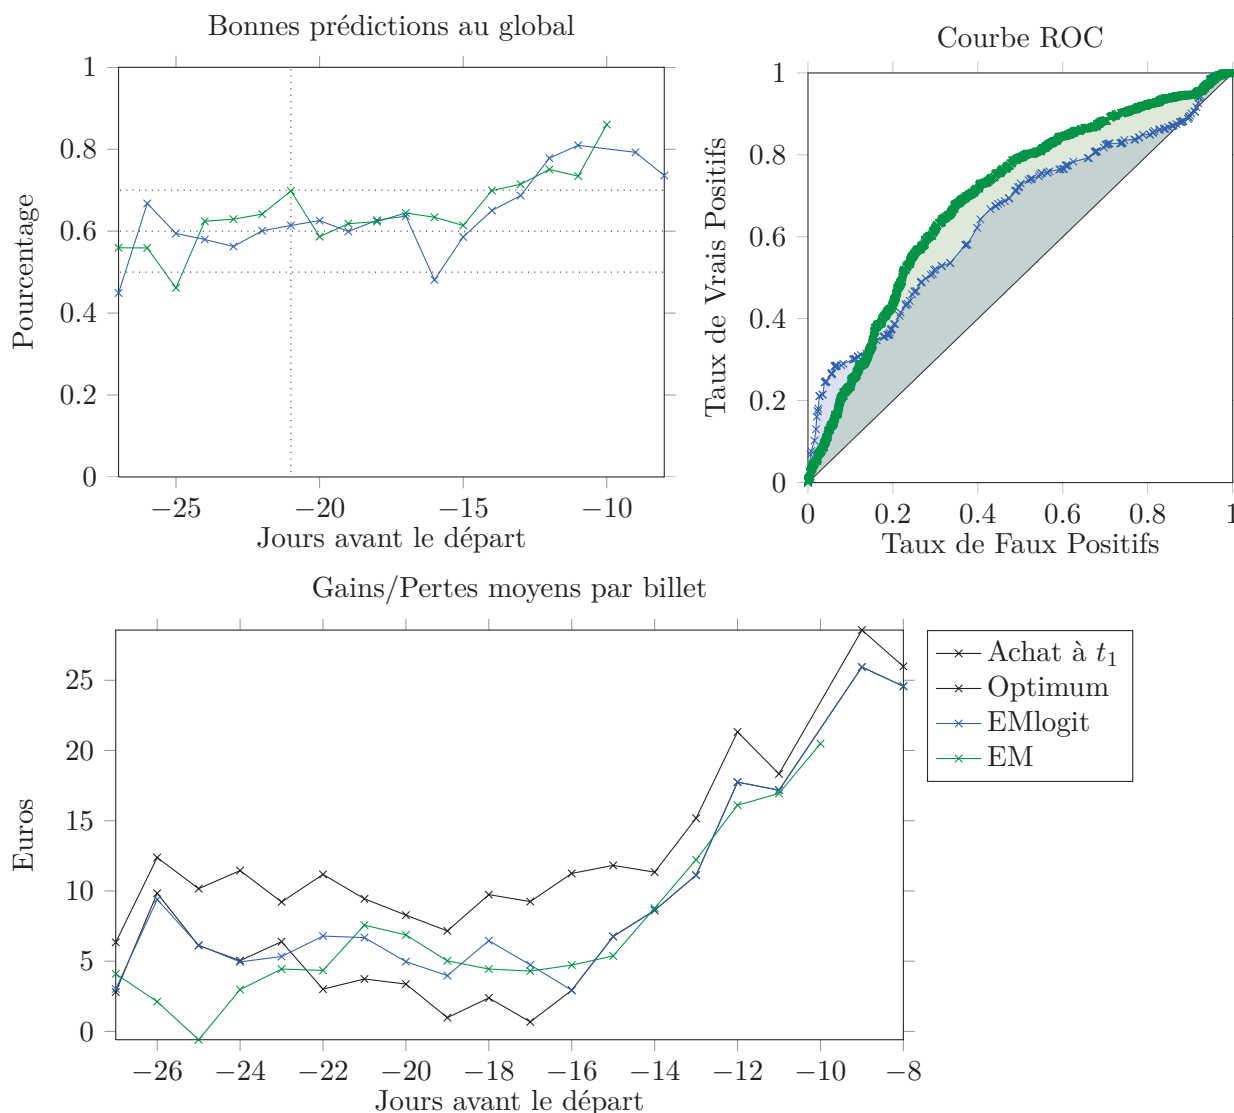 Bonnes prédictions au global
1
0.8
0.6
0.4
0.2
0
Pourcentage
−25 −20 −15 −10
Jours avant le départ
Courbe ROC
1
0.8
0.6
0.4
0.2
0
Taux de Vrais Positifs
0 0.2 0.4 0.6 0.8 1
Taux de Faux Positifs
Gains/Pertes moyens par billet
25
20
15
10
5
0
Euros
−26 −24 −22 −20 −18 −16 −14 −12 −10 −8
Jours avant le départ
Achat à t₁
Optimum
EMlogit
EM